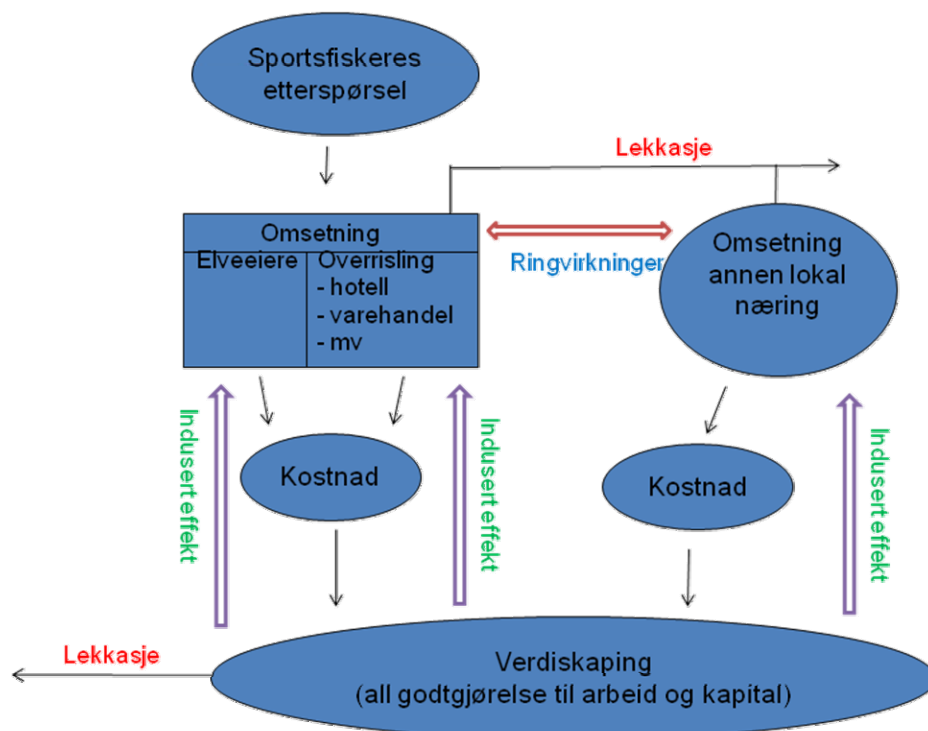 Sportsfiskeres
etterspørsel
Lekkasje
Omsetning
Elveeiere
Overrisling
- hotell
- varehandel
- mv
Ringvirkninger
Omsetning
annen lokal
næring
Indusert effekt
Kostnad
Indusert effekt
Kostnad
Indusert effekt
Lekkasje
Verdiskaping
(all godtgjørelse til arbeid og kapital)